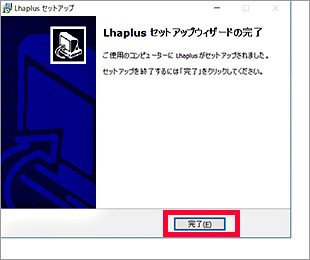 Lhaplus セットアップ
Lhaplus セットアップウィザードの完了
ご使用のコンピューターに Lhaplus がセットアップされました。
セットアップを終了するには「完了」をクリックしてください。
完了(F)